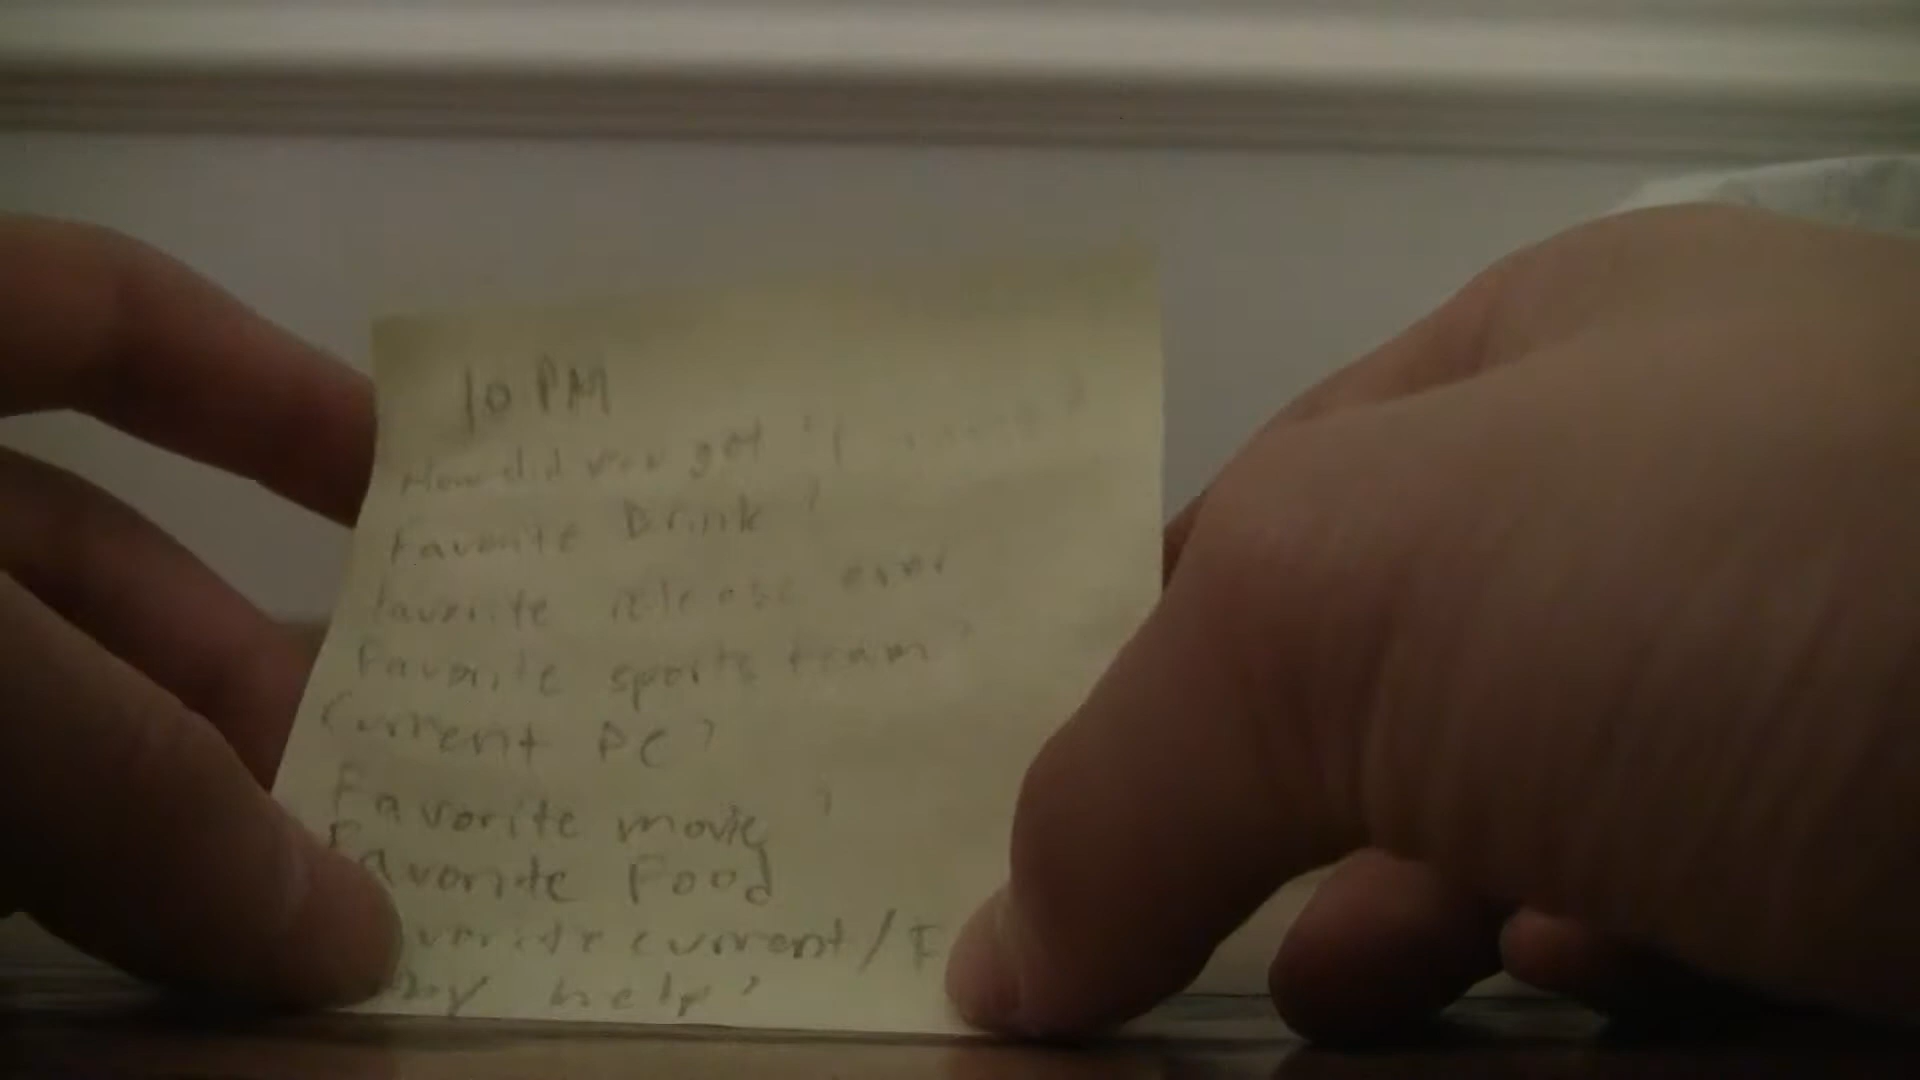 10 PM
How did you get
Favorite Drink?
favorite release ever
Favorite sports team?
Current PC?
Favorite movie?
Favorite Food
current/
help?